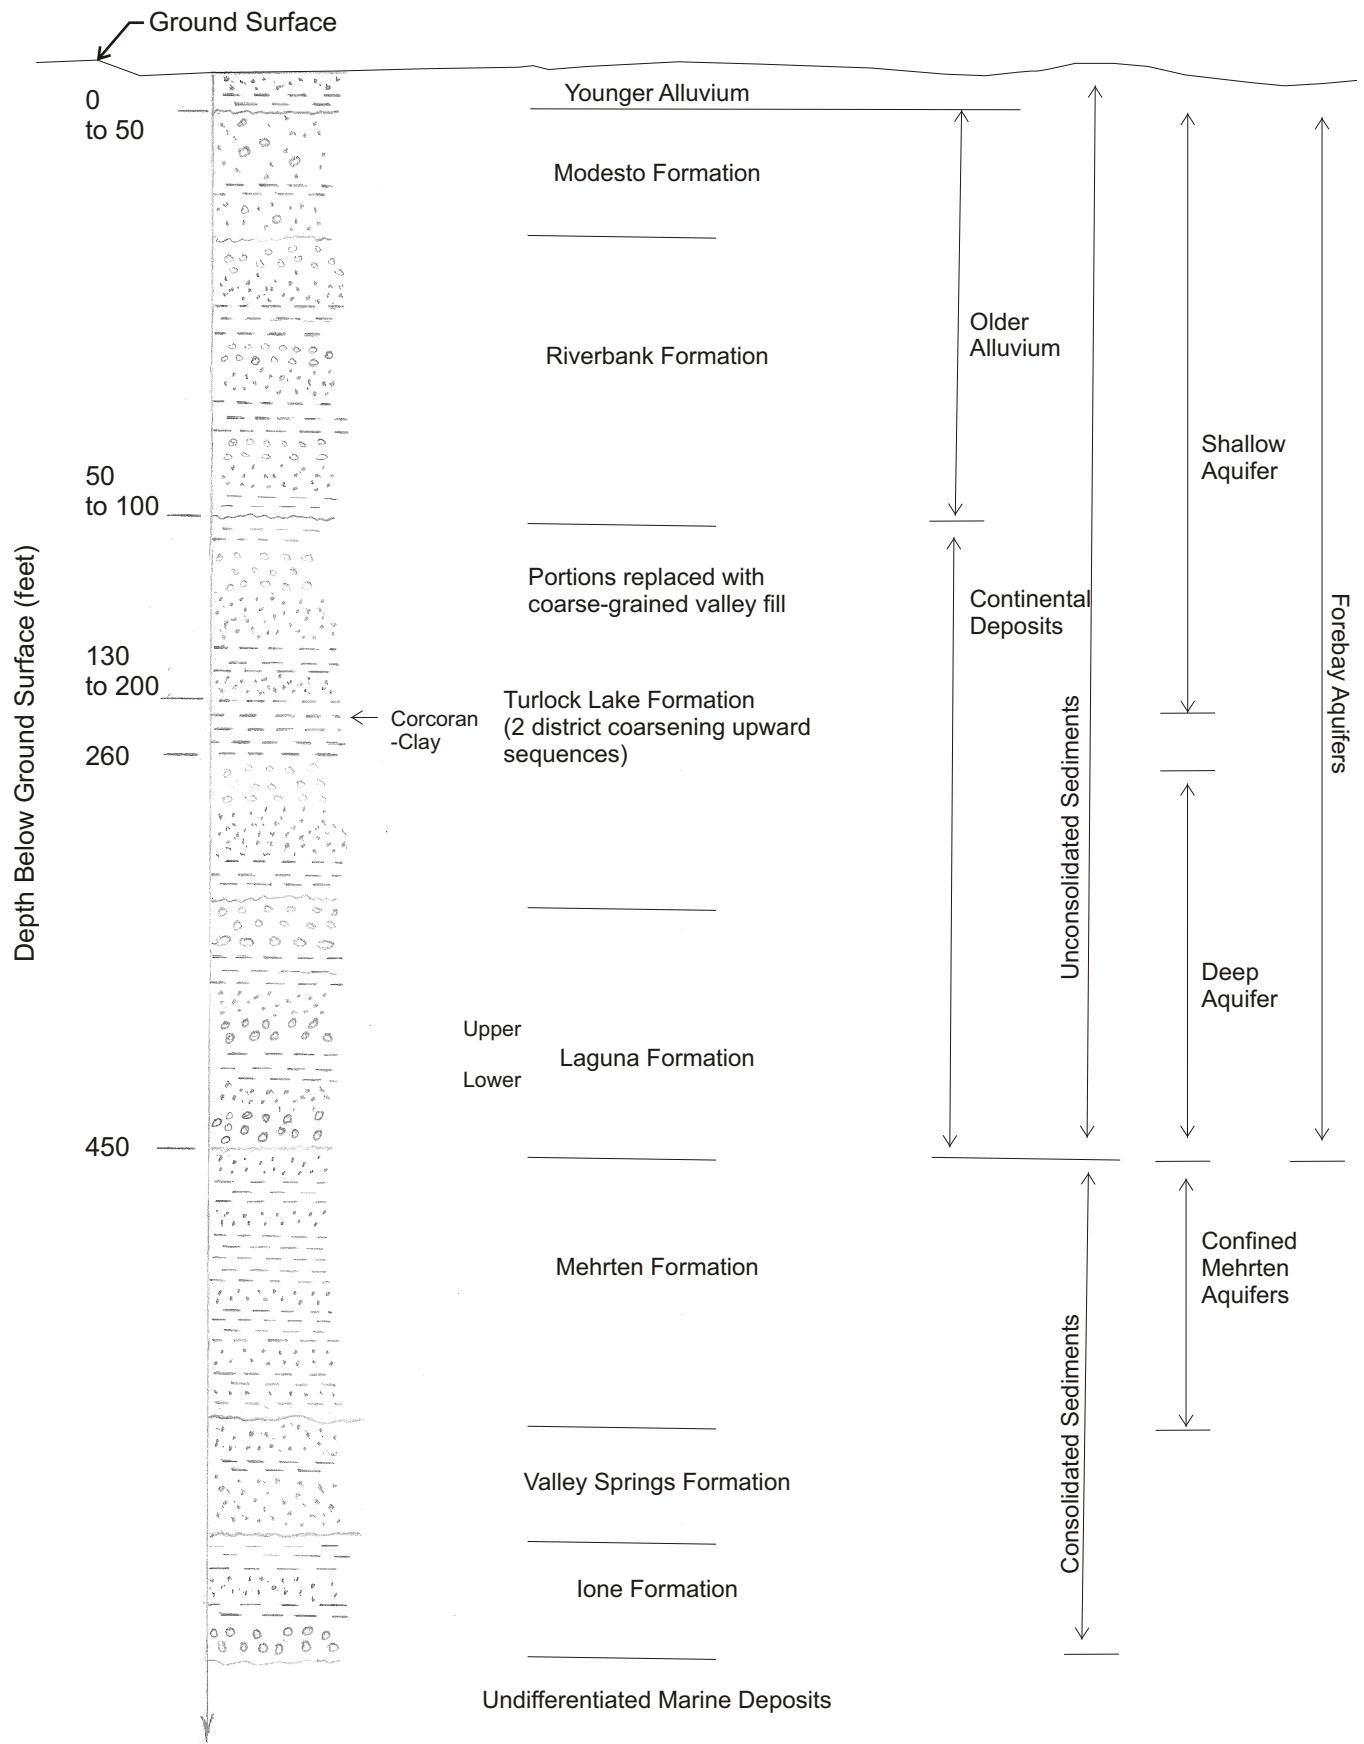 Ground Surface
0
to 50
Younger Alluvium
Modesto Formation
Older
Alluvium
Riverbank Formation
Shallow
Aquifer
50
to 100
Depth Below Ground Surface (feet)
Portions replaced with
coarse-grained valley fill
Continental
Deposits
Forebay Aquifers
130
to 200
Turlock Lake Formation
(2 district coarsening upward
sequences)
Corcoran
-Clay
Unconsolidated Sediments
260
Deep
Aquifer
Upper
Laguna Formation
Lower
450
Mehrten Formation
Confined
Mehrten
Aquifers
Consolidated Sediments
Valley Springs Formation
Ione Formation
Undifferentiated Marine Deposits